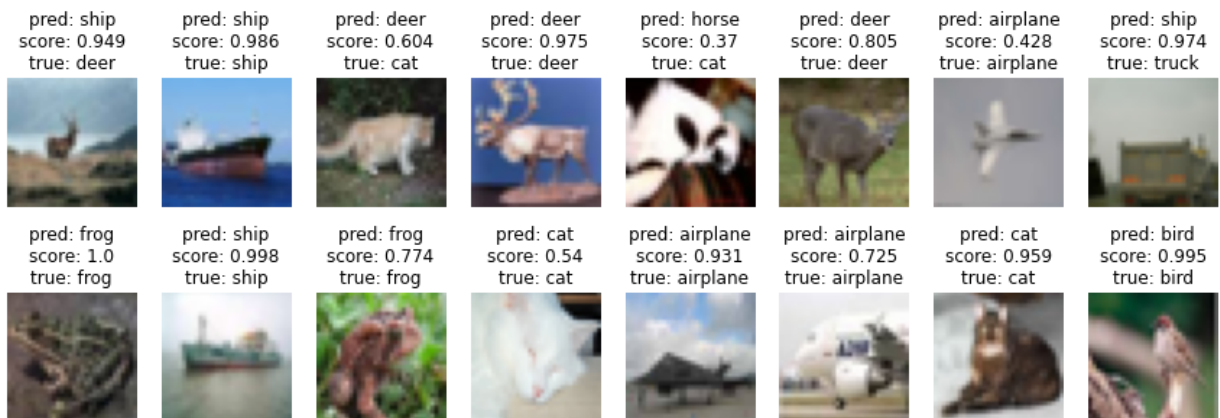 pred: ship
score: 0.949
true: deer
pred: ship
score: 0.986
true: ship
pred: deer
score: 0.604
true: cat
pred: deer
score: 0.975
true: deer
pred: horse
score: 0.37
true: cat
pred: deer
score: 0.805
true: deer
pred: airplane
score: 0.428
true: airplane
pred: ship
score: 0.974
true: truck
pred: frog
score: 1.0
true: frog
pred: ship
score: 0.998
true: ship
pred: frog
score: 0.774
true: frog
pred: cat
score: 0.54
true: cat
pred: airplane
score: 0.931
true: airplane
pred: airplane
score: 0.725
true: airplane
pred: cat
score: 0.959
true: cat
pred: bird
score: 0.995
true: bird